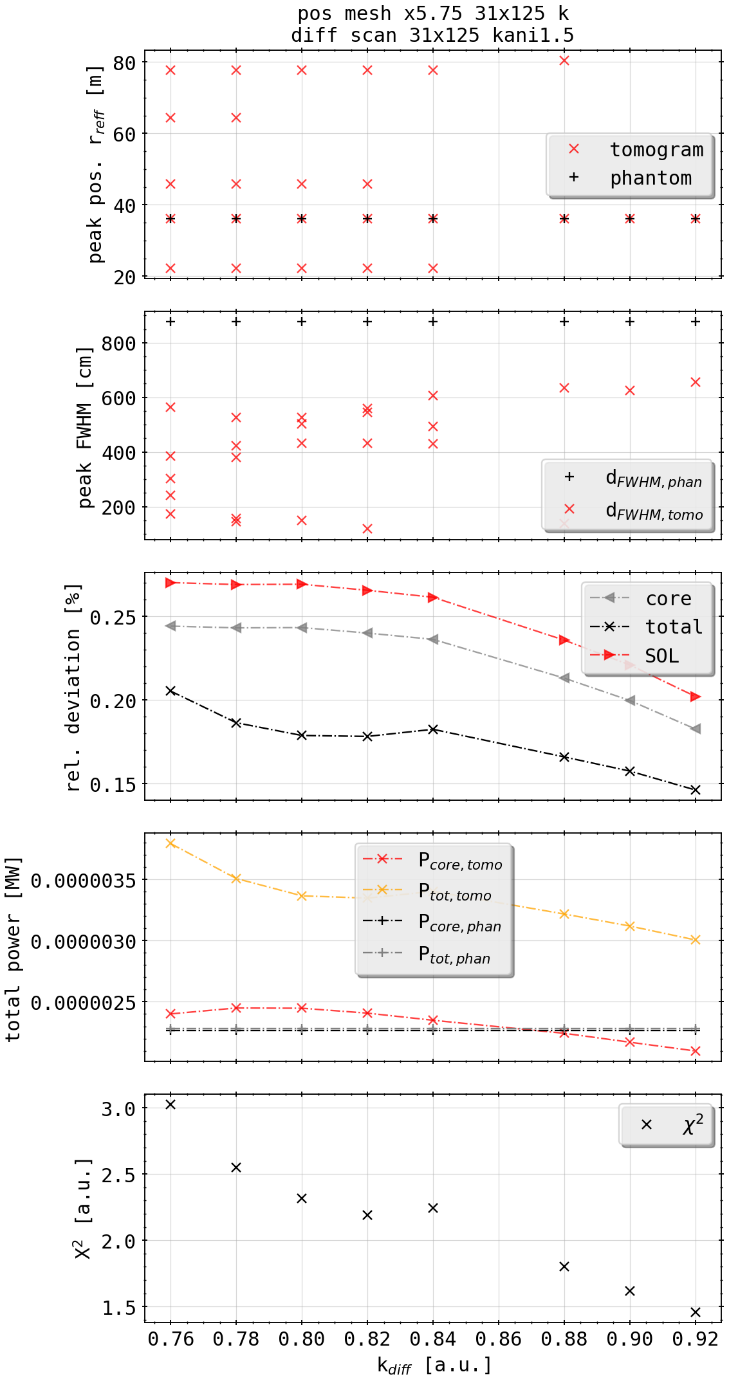 pos mesh x5.75 31x125 k
diff scan 31x125 kani1.5
peak pos. r_reff [m]
80
60
40
20
tomogram
phantom
peak FWHM [cm]
800
600
400
200
d_FWHM, phan
d_FWHM, tomo
rel. deviation [%]
0.25
0.20
0.15
core
total
SOL
total power [MW]
0.0000035
0.0000030
0.0000025
P_core, tomo
P_tot, tomo
P_core, phan
P_tot, phan
χ² [a.u.]
3.0
2.5
2.0
1.5
χ²
0.76 0.78 0.80 0.82 0.84 0.86 0.88 0.90 0.92
k_diff [a.u.]